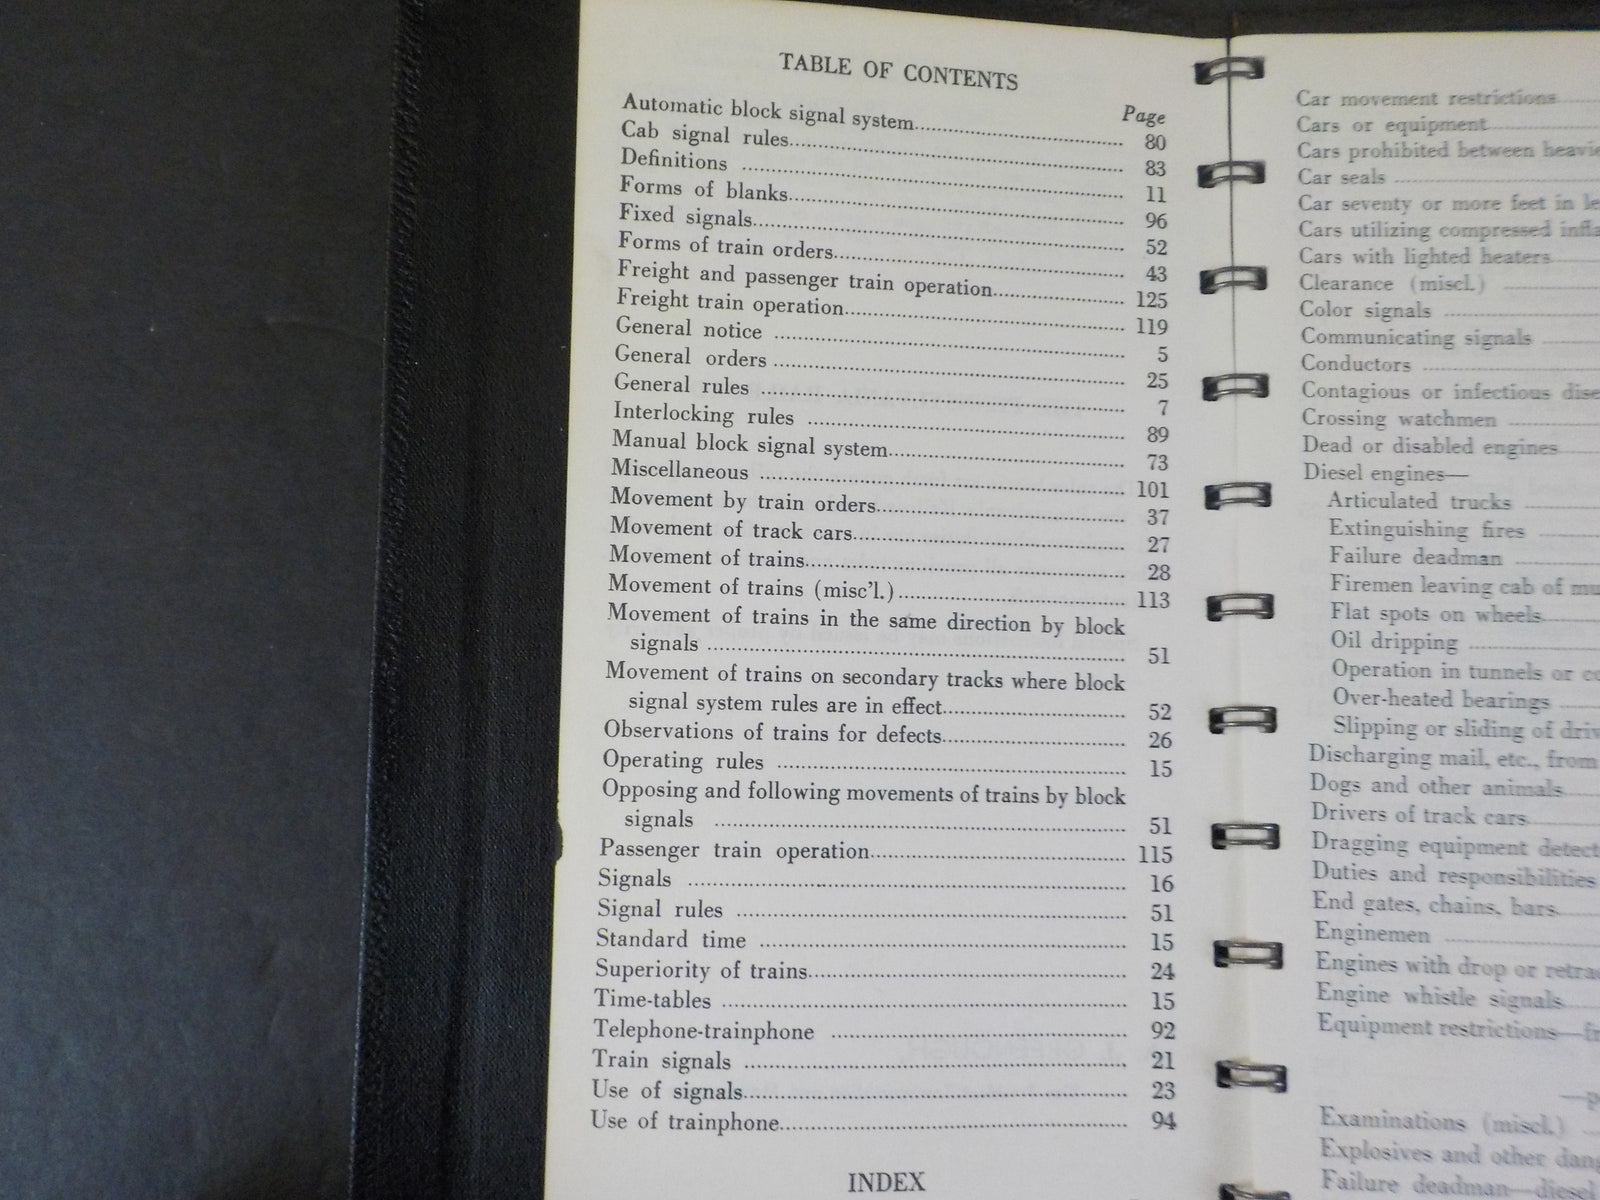 TABLE OF CONTENTS
Page
Automatic block signal system 80
Cab signal rules 83
Definitions 11
Forms of blanks 96
Fixed signals 52
Forms of train orders 43
Freight and passenger train operation 125
Freight train operation 119
General notice 5
General orders 25
General rules 7
Interlocking rules 89
Manual block signal system 73
Miscellaneous 101
Movement by train orders 37
Movement of track cars 27
Movement of trains 28
Movement of trains (misc'l.) 113
Movement of trains in the same direction by block
signals 51
Movement of trains on secondary tracks where block
signal system rules are in effect 52
Observations of trains for defects 26
Operating rules 15
Opposing and following movements of trains by block
signals 51
Passenger train operation 115
Signals 16
Signal rules 51
Standard time 15
Superiority of trains 24
Time-tables 15
Telephone-trainphone 92
Train signals 21
Use of signals 23
Use of trainphone 94
INDEX
Car movement restrictions
Cars or equipment
Cars prohibited between
Car seals
Car seventy or more feet in
Cars utilizing compressed
Cars with lighted heaters
Clearance (miscl.)
Color signals
Communicating signals
Conductors
Contagious or infectious
Crossing watchmen
Dead or disabled engines
Diesel engines—
Articulated trucks
Extinguishing fires
Failure deadman
Firemen leaving cab of
Flat spots on wheels
Oil dripping
Operation in tunnels or
Over-heated bearings
Slipping or sliding of
Discharging mail, etc., from
Dogs and other animals
Drivers of track cars
Dragging equipment
Duties and responsibilities
End gates, chains, bars
Enginemen
Engines with drop or
Engine whistle signals
Equipment restrictions—
Examinations (miscl.)
Explosives and other
Failure deadman—diesel